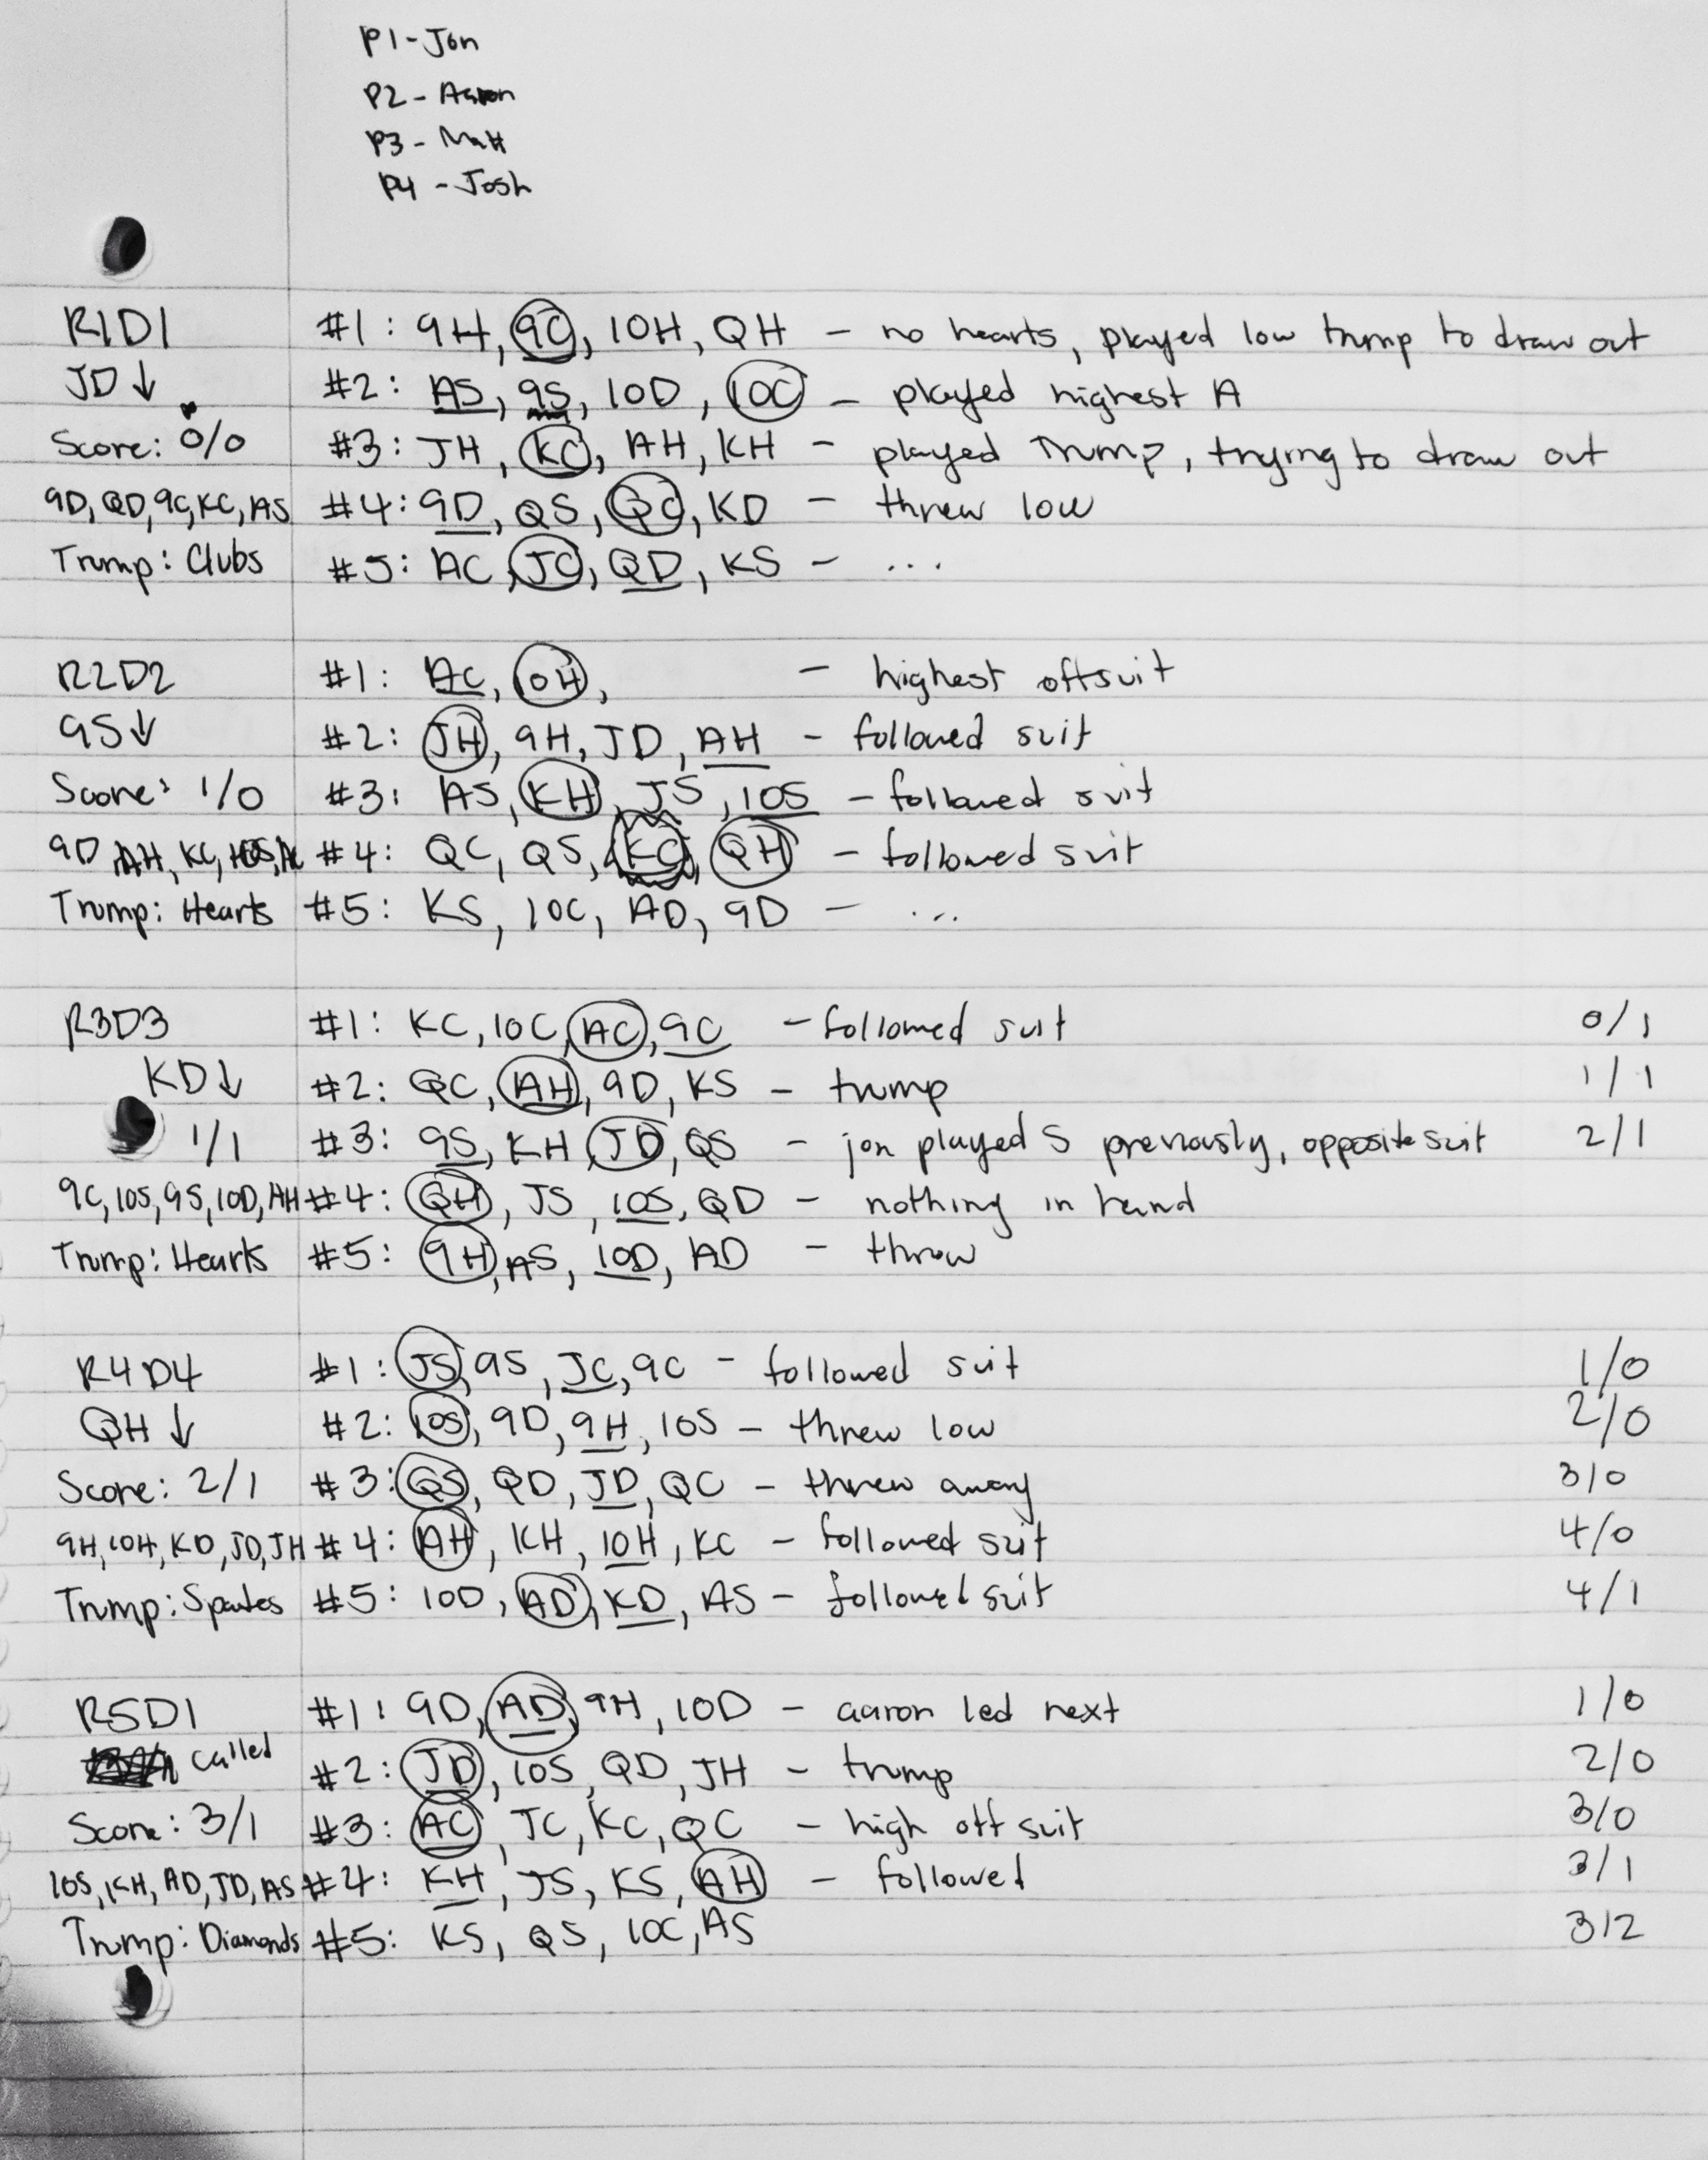 P1-Jon
P2-Aaron
P3-Matt
P4-Josh
R1D1 #1: 9H, 9C, 10H, QH - no hearts, played low trump to draw out
JD↓ #2: AS, 9S, 10D, 10C - played highest A
Score: 0/0 #3: JH, KC, AH, KH - played Trump, trying to draw out
9D, QD, 9C, KC, AS #4: 9D, QS, QC, KD - threw low
Trump: Clubs #5: AC, JC, QD, KS - ...
R2D2 #1: AC, 10H, - highest offsuit
9S↓ #2: JH, 9H, JD, AH - followed suit
Score: 1/0 #3: AS, KH, JS, 10S - followed suit
9D, AH, KC, 10S, AC #4: QC, QS, KC, QH - followed suit
Trump: Hearts #5: KS, 10C, AD, 9D - ...
R3D3 #1: KC, 10C, AC, 9C - followed suit 0/1
KD↓ #2: QC, AH, 9D, KS - trump 1/1
1/1 #3: 9S, KH, JD, QS - jon played S previously, opposite suit 2/1
9C, 10S, 9S, 10D, AH #4: QH, JS, 10S, QD - nothing in hand
Trump: Hearts #5: 9H, AS, 10D, AD - throw
R4D4 #1: JS, 9S, JC, 9C - followed suit 1/0
QH↓ #2: 10S, 9D, 9H, 10S - threw low 2/0
Score: 2/1 #3: QS, QD, JD, QC - threw away 3/0
9H, 10H, KD, JD, JH #4: AH, KH, 10H, KC - followed suit 4/0
Trump: Spades #5: 10D, AD, KD, AS - followed suit 4/1
R5D1 #1: 9D, AD, 9H, 10D - aaron led next 1/0
called #2: JD, 10S, QD, JH - trump 2/0
Score: 3/1 #3: AC, JC, KC, QC - high off suit 3/0
10S, KH, AD, JD, AS #4: KH, JS, KS, AH - followed 3/1
Trump: Diamonds #5: KS, QS, 10C, AS 3/2